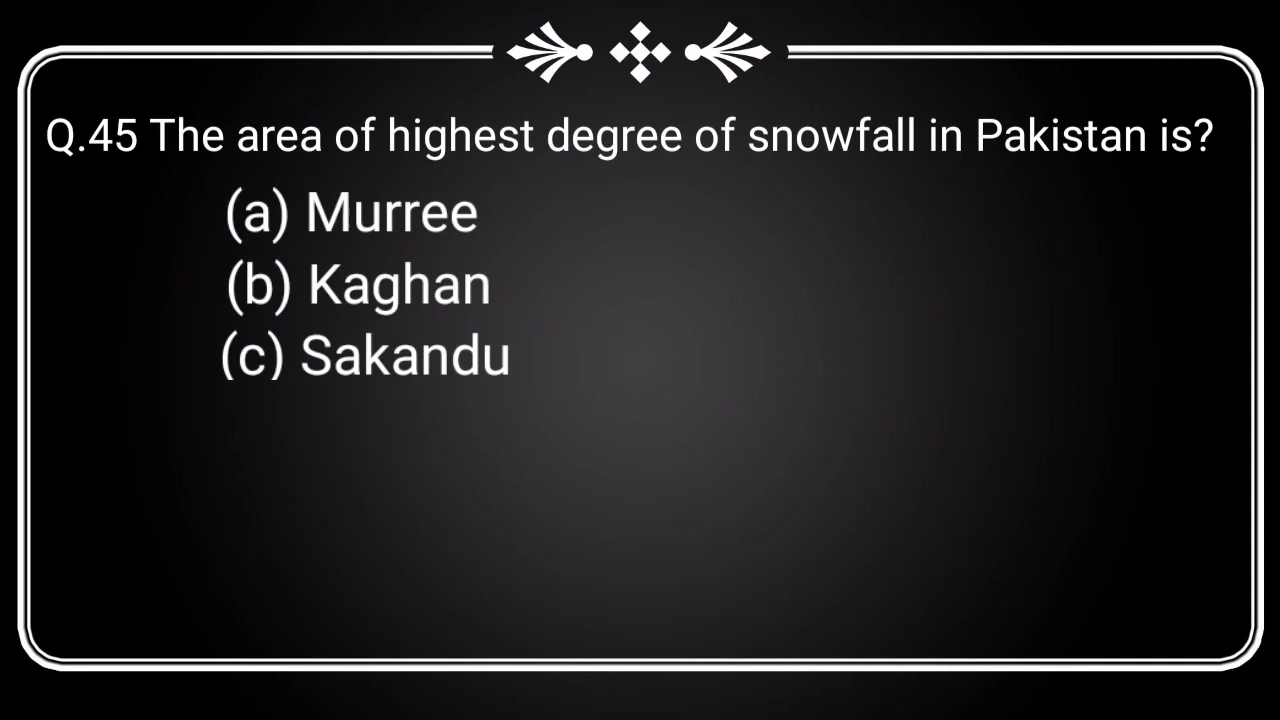 Q.45 The area of highest degree of snowfall in Pakistan is?
(a) Murree
(b) Kaghan
(c) Sakandu